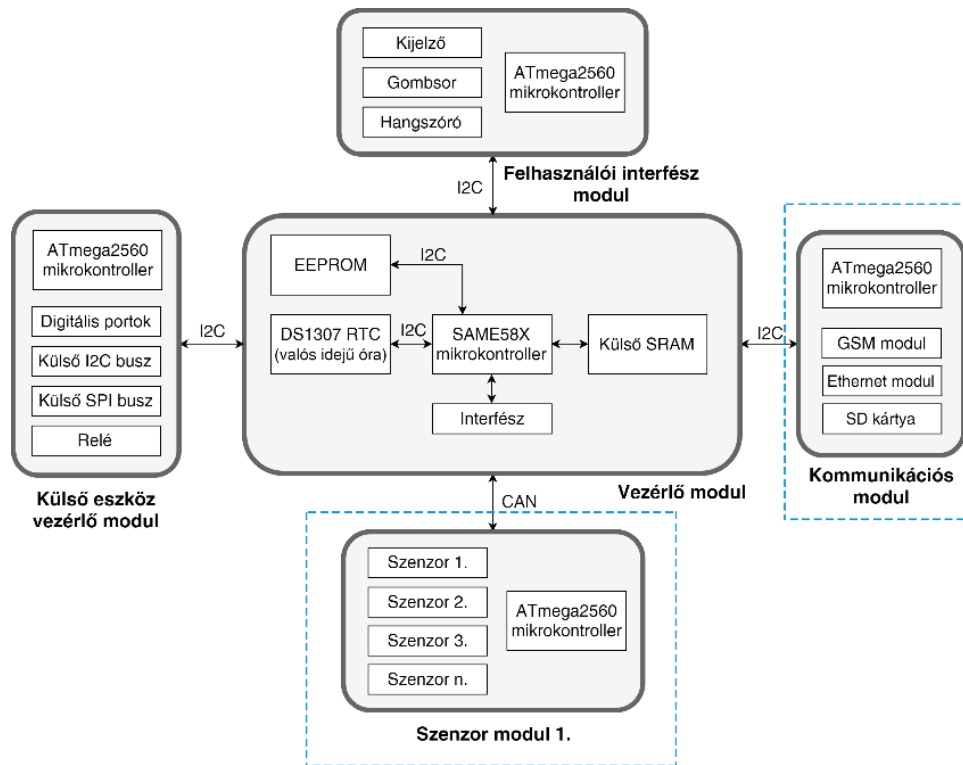 Kijelző
Gombsor
Hangszóró
ATmega2560
mikrokontroller
I2C
Felhasználói interfész
modul
ATmega2560
mikrokontroller
Digitális portok
Külső I2C busz
Külső SPI busz
Relé
Külső eszköz
vezérlő modul
I2C
EEPROM
I2C
DS1307 RTC
(valós idejű óra)
I2C
SAME58X
mikrokontroller
Külső SRAM
Interfész
Vezérlő modul
I2C
ATmega2560
mikrokontroller
GSM modul
Ethernet modul
SD kártya
Kommunikációs
modul
CAN
Szenzor 1.
Szenzor 2.
Szenzor 3.
Szenzor n.
ATmega2560
mikrokontroller
Szenzor modul 1.